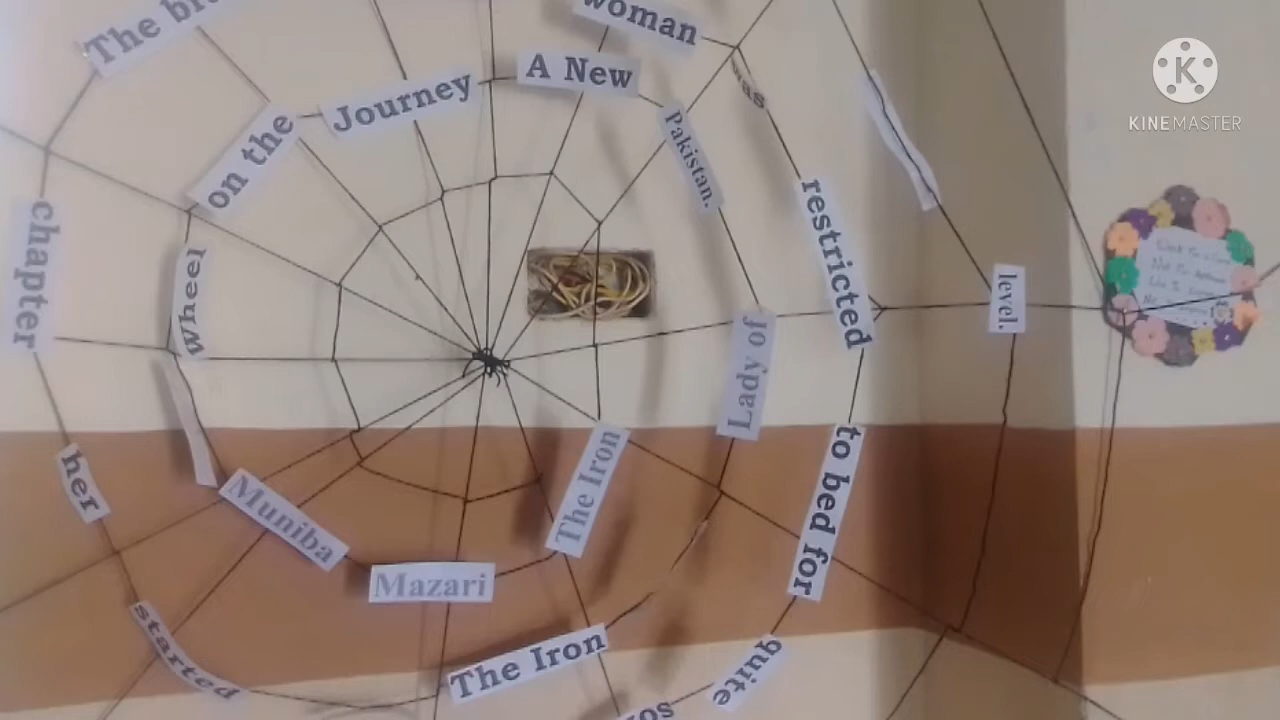 The
woman
was
restricted
to bed for
quite
A New
Journey
on the
Wheel
Muniba
Mazari
The Iron
Lady of
Pakistan.
chapter
her
started
The Iron
level.
KINEMASTER